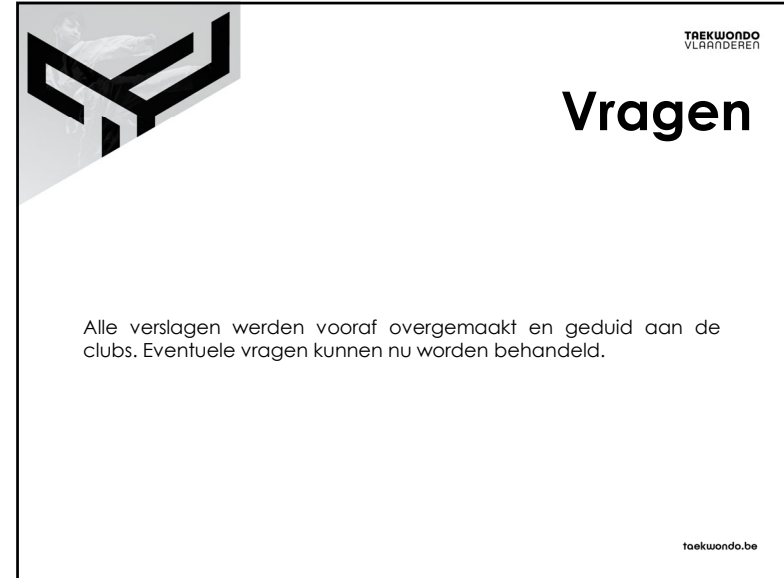 TAEKWONDO
VLAANDEREN
Vragen
Alle verslagen werden vooraf overgemaakt en geduid aan de
clubs. Eventuele vragen kunnen nu worden behandeld.
taekwondo.be